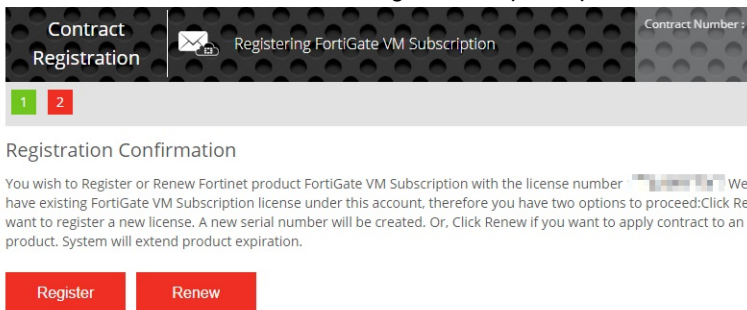 Contract
Registration
Registering FortiGate VM Subscription
Contract Number :
1 2
Registration Confirmation
You wish to Register or Renew Fortinet product FortiGate VM Subscription with the license number We
have existing FortiGate VM Subscription license under this account, therefore you have two options to proceed:Click Re
want to register a new license. A new serial number will be created. Or, Click Renew if you want to apply contract to an
product. System will extend product expiration.
Register Renew